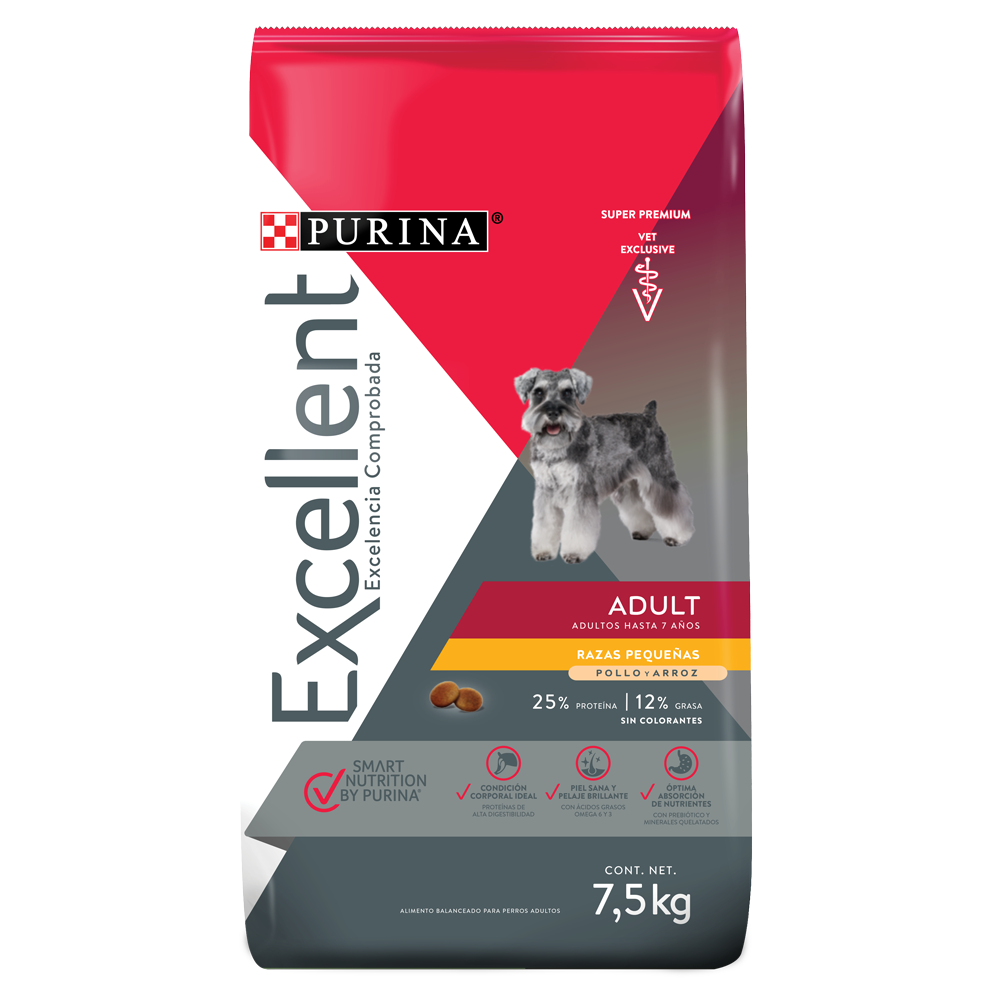 PURINA®
SUPER PREMIUM
VET
EXCLUSIVE
V
Excellent
Excelencia Comprobada
ADULT
ADULTOS HASTA 7 AÑOS
RAZAS PEQUEÑAS
POLLO Y ARROZ
25% PROTEÍNA | 12% GRASA
SIN COLORANTES
SMART
NUTRITION
BY PURINA®
CONDICIÓN
CORPORAL IDEAL
PROTEÍNAS DE
ALTA DIGESTIBILIDAD
PIEL SANA Y
PELAJE BRILLANTE
CON ÁCIDOS GRASOS
OMEGA 6 Y 3
ÓPTIMA
ABSORCIÓN
DE NUTRIENTES
CON PREBIÓTICO Y
MINERALES QUELATADOS
CONT. NET.
7,5kg
ALIMENTO BALANCEADO PARA PERROS ADULTOS